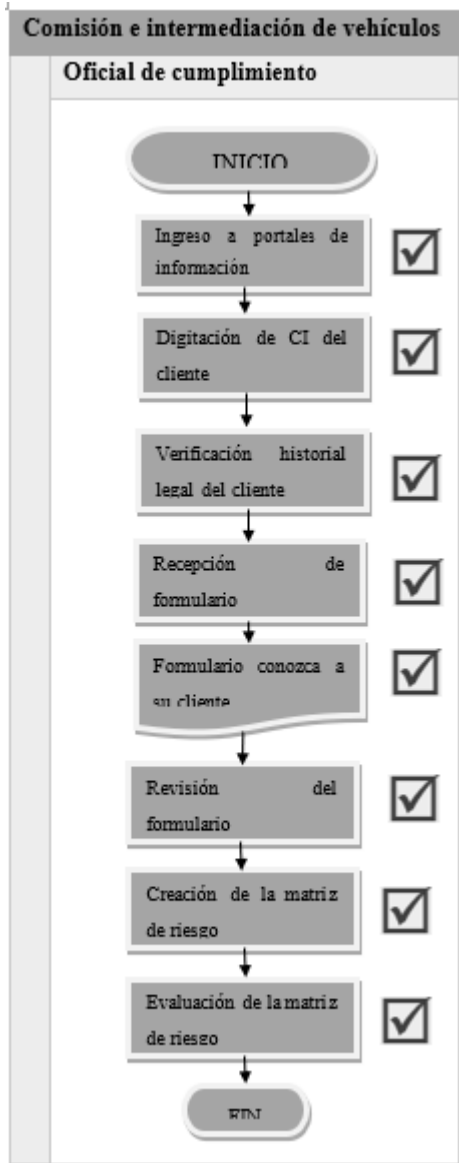 Comisión e intermediación de vehículos
Oficial de cumplimiento
INICIO
Ingreso a portales de
información
Digitación de CI del
cliente
Verificación historial
legal del cliente
Recepción de
formulario
Formulario conozca a
su cliente
Revisión del
formulario
Creación de la matriz
de riesgo
Evaluación de la matriz
de riesgo
FIN